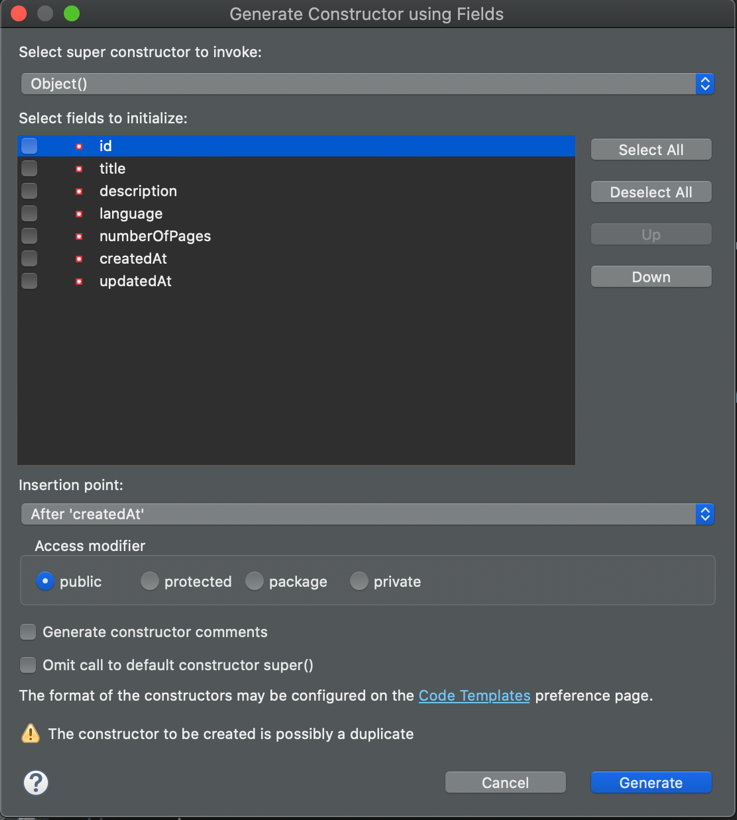 Generate Constructor using Fields
Select super constructor to invoke:
Object()
Select fields to initialize:
id
title
description
language
numberOfPages
createdAt
updatedAt
Select All
Deselect All
Up
Down
Insertion point:
After 'createdAt'
Access modifier
public protected package private
Generate constructor comments
Omit call to default constructor super()
The format of the constructors may be configured on the Code Templates preference page.
The constructor to be created is possibly a duplicate
? Cancel Generate